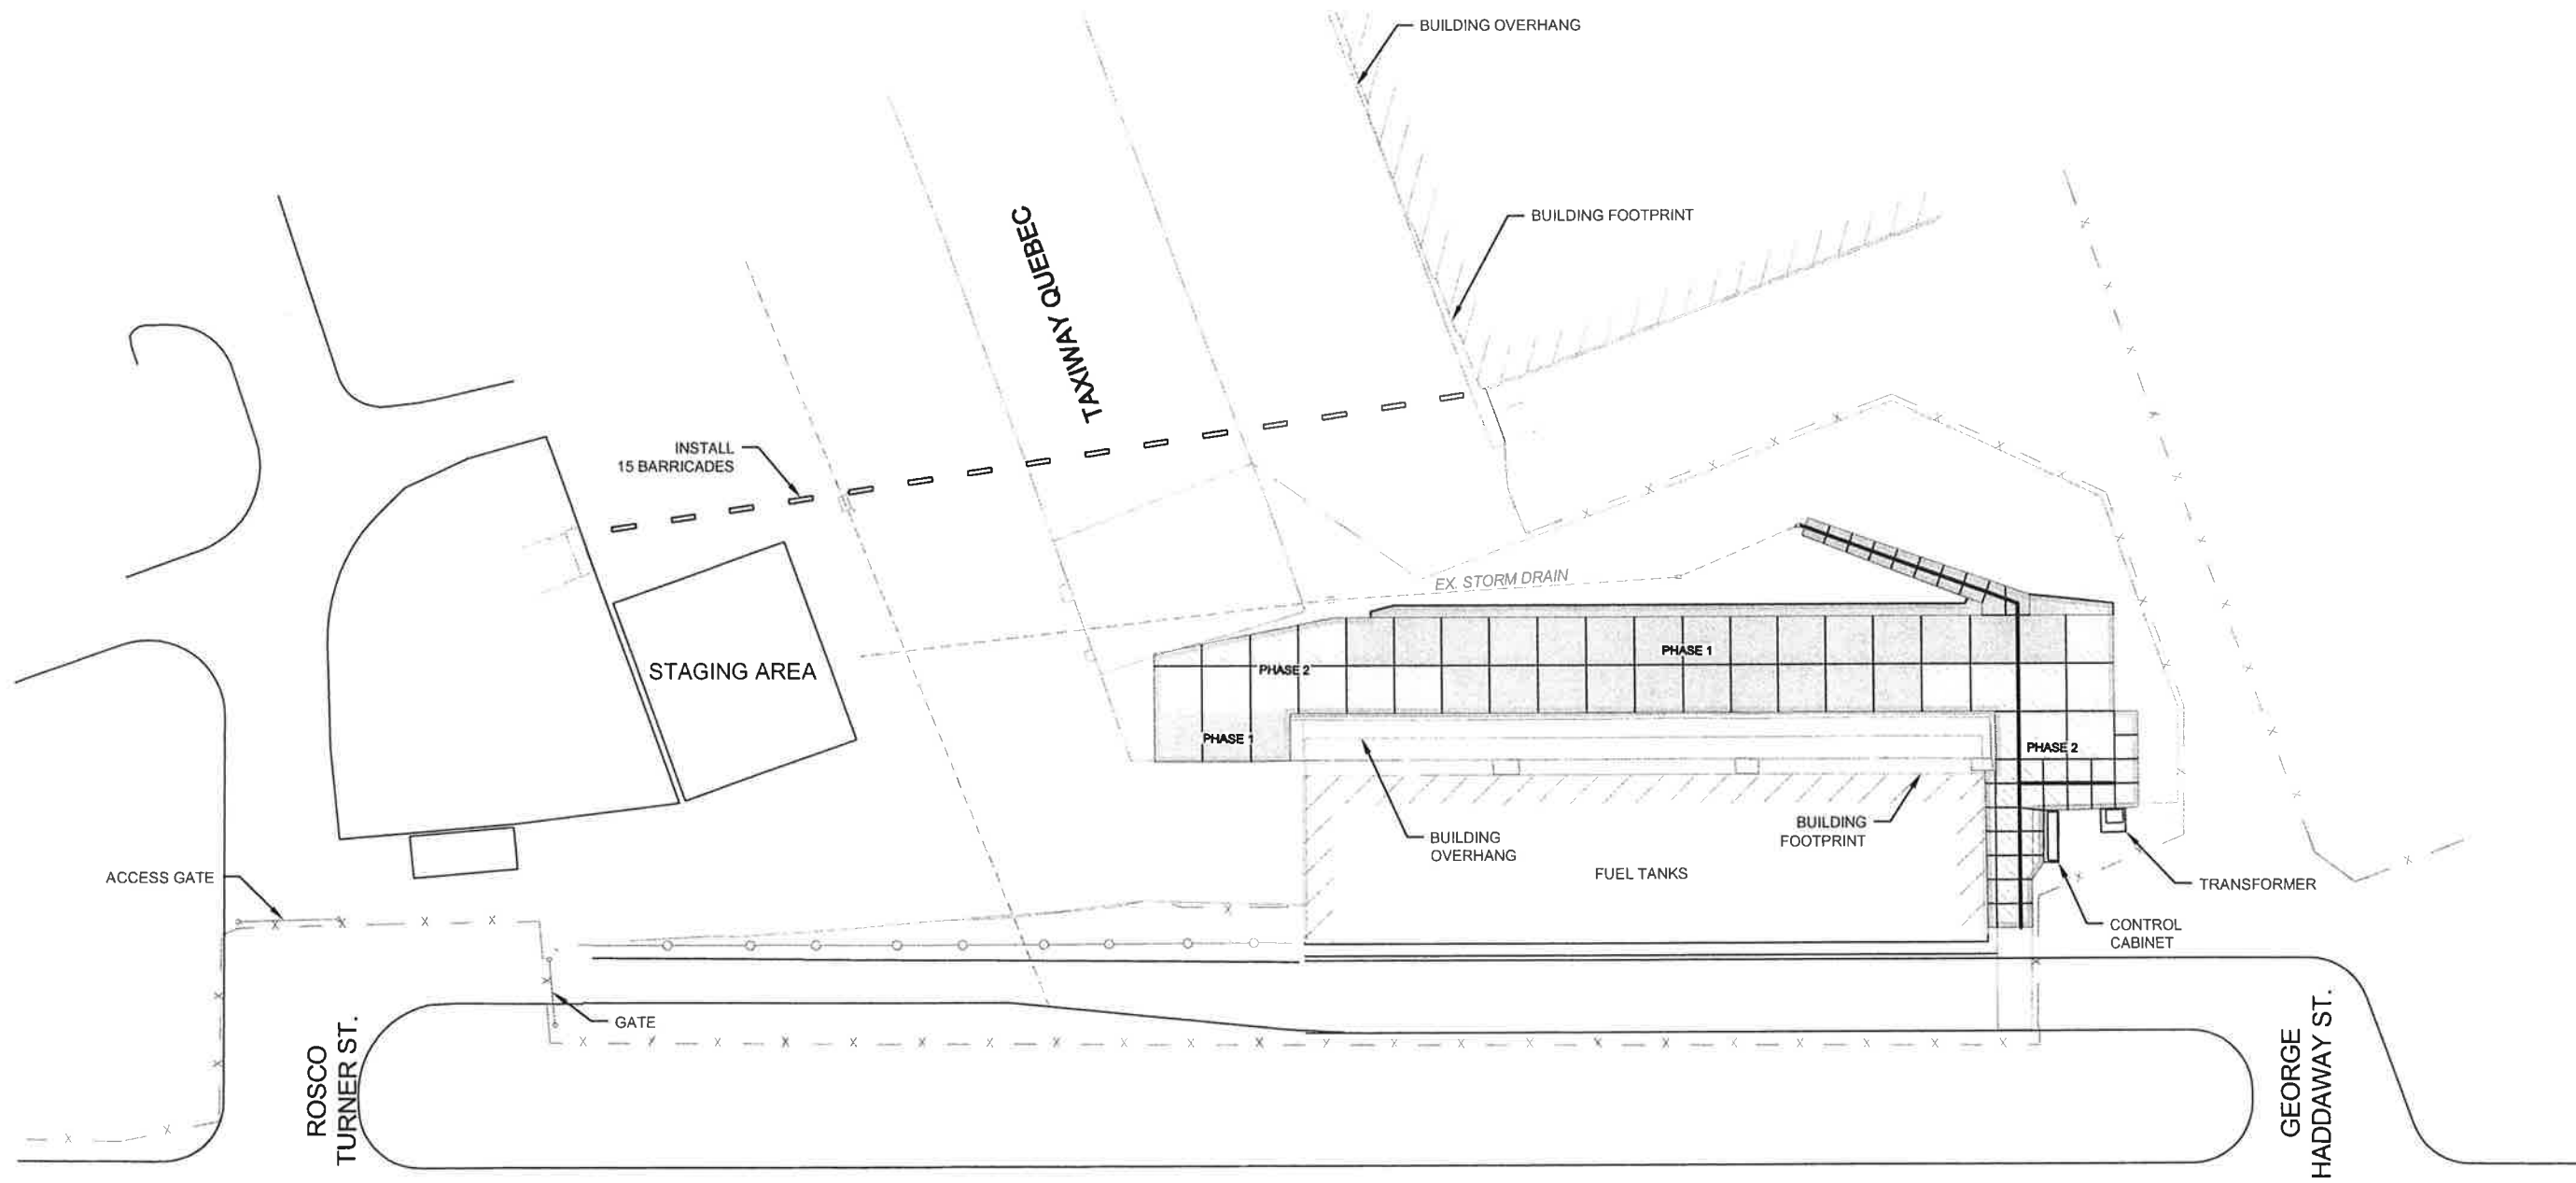 BUILDING OVERHANG
BUILDING FOOTPRINT
TAXIWAY QUEBEC
INSTALL
15 BARRICADES
EX. STORM DRAIN
STAGING AREA
PHASE 1
PHASE 2
PHASE 1
PHASE 2
BUILDING
OVERHANG
BUILDING
FOOTPRINT
FUEL TANKS
ACCESS GATE
TRANSFORMER
CONTROL
CABINET
GATE
ROSCO
TURNER ST.
GEORGE
HADDAWAY ST.